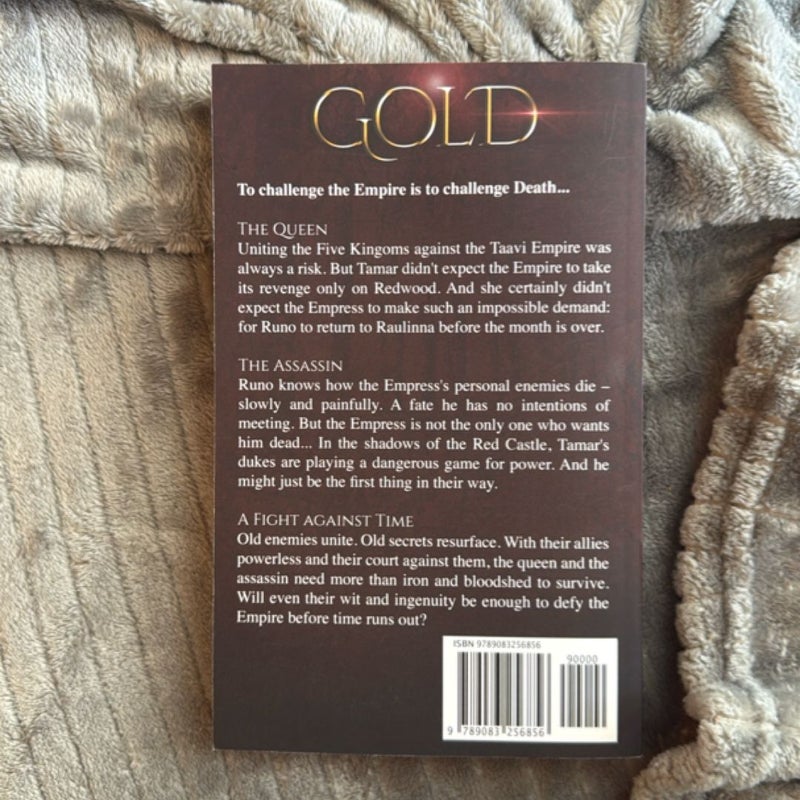 GOLD
To challenge the Empire is to challenge Death...
THE QUEEN
Uniting the Five Kingoms against the Taavi Empire was
always a risk. But Tamar didn't expect the Empire to take
its revenge only on Redwood. And she certainly didn't
expect the Empress to make such an impossible demand:
for Runo to return to Raulinna before the month is over.
THE ASSASSIN
Runo knows how the Empress's personal enemies die –
slowly and painfully. A fate he has no intentions of
meeting. But the Empress is not the only one who wants
him dead... In the shadows of the Red Castle, Tamar's
dukes are playing a dangerous game for power. And he
might just be the first thing in their way.
A FIGHT AGAINST TIME
Old enemies unite. Old secrets resurface. With their allies
powerless and their court against them, the queen and the
assassin need more than iron and bloodshed to survive.
Will even their wit and ingenuity be enough to defy the
Empire before time runs out?
ISBN 9789083256856
90000
9 789083 256856